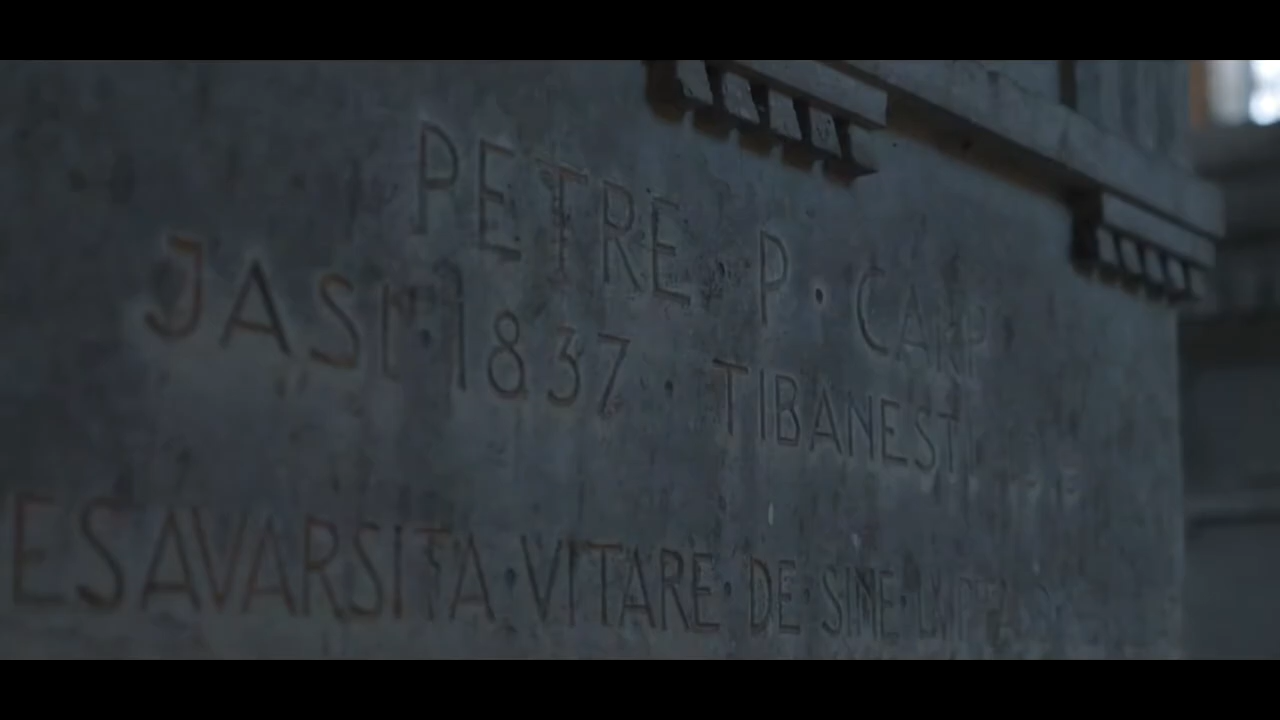 PETRE · P · CARP
JASI · 1837 · TIBANESTI
ESAVARSITA · VITARE · DE · SINE ·